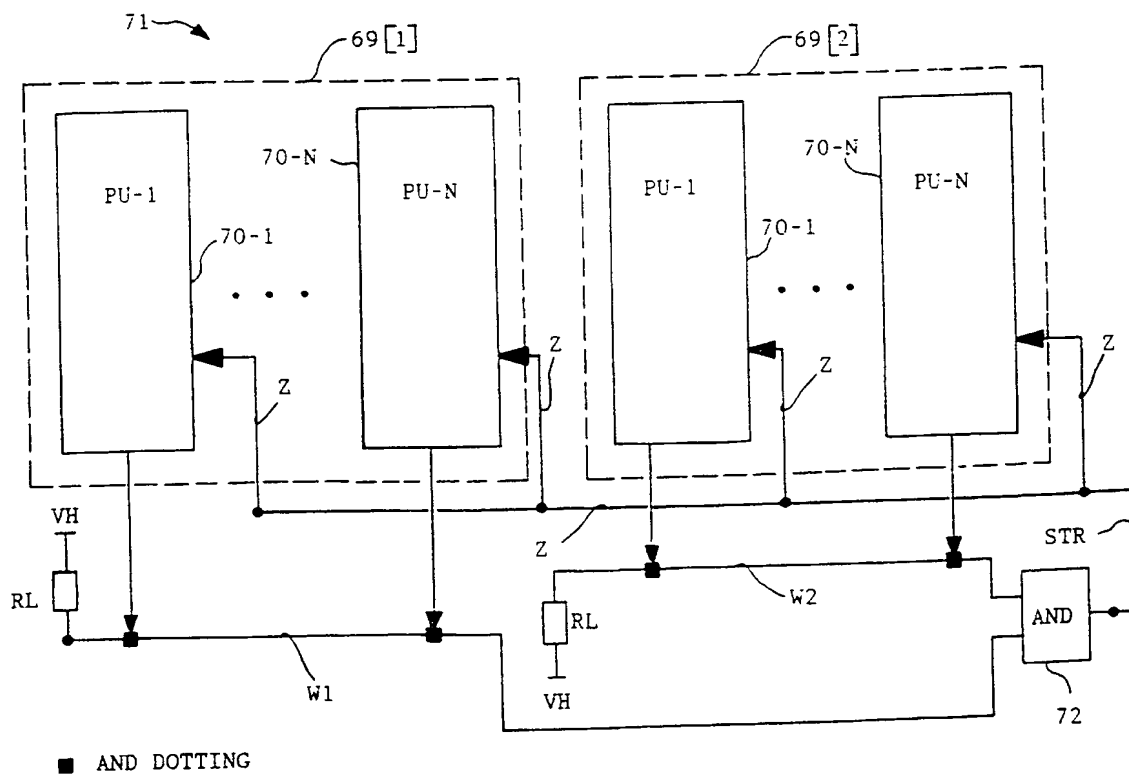 71
69[1]
69[2]
PU-1
70-N
PU-N
PU-1
70-N
PU-N
70-1
70-1
Z
Z
Z
Z
VH
Z
STR
RL
W2
RL
AND
W1
VH
72
AND DOTTING